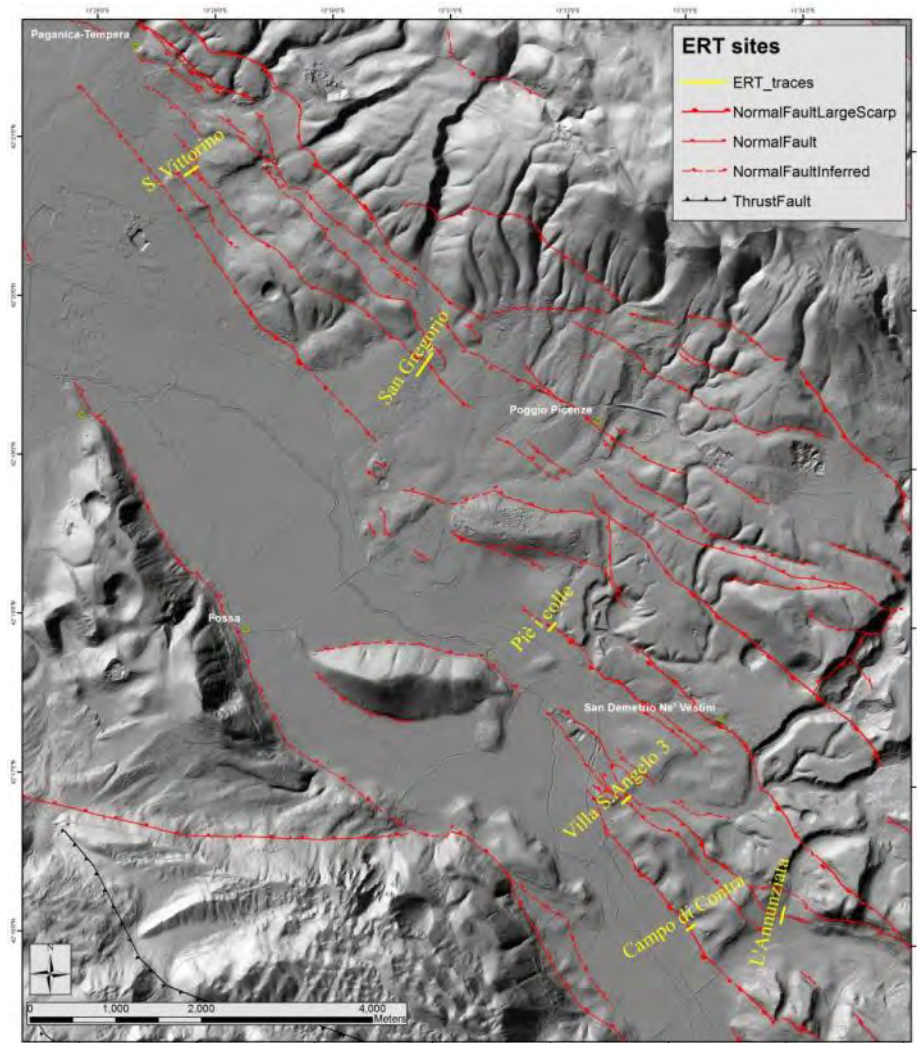 Paganica-Tempera
ERT sites
ERT_traces
NormalFaultLargeScarp
NormalFault
NormalFaultInferred
ThrustFault
S. Vittorino
San Gregorio
Poggio Picenze
Fossa
Piè i colle
San Demetrio Ne' Vestini
Villa S. Angelo 3
Campo di Contra
L'Annunziata
N
0 1,000 2,000 4,000
Meters